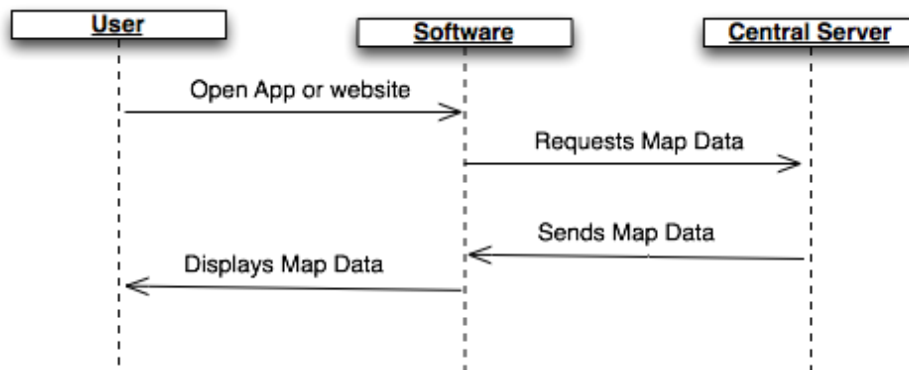 User
Software
Central Server
Open App or website
Requests Map Data
Sends Map Data
Displays Map Data